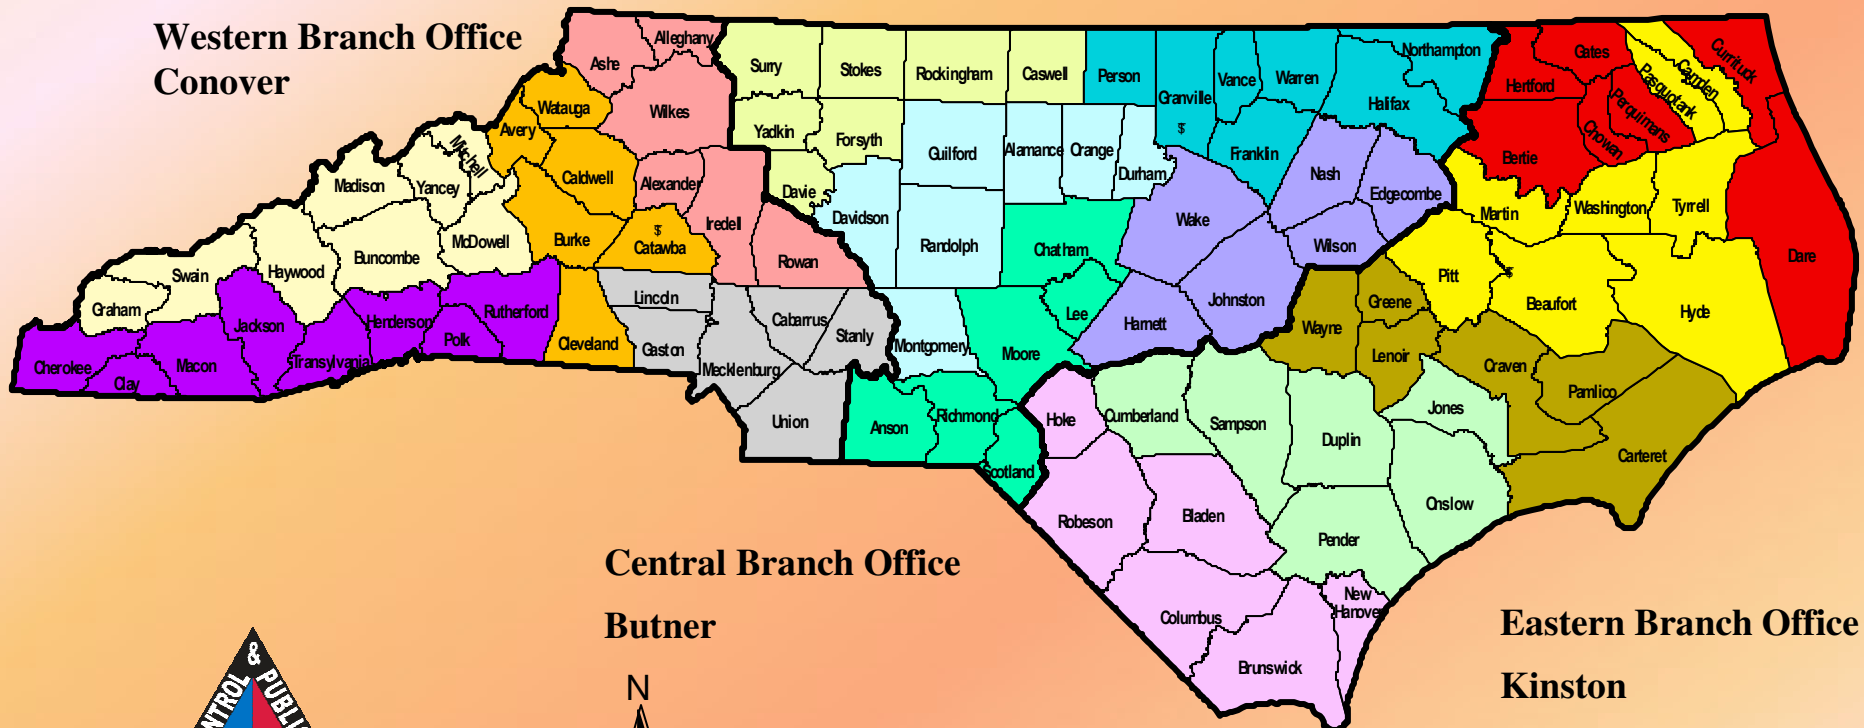 Western Branch Office
Conover
Ashe
Alleghany
Surry
Stokes
Rockingham
Caswell
Person
Granville
$
Vance
Warren
Northampton
Halifax
Hertford
Gates
Currituck
Camden
Pasquotank
Perquimans
Chowan
Bertie
Watauga
Wilkes
Avery
Yadkin
Forsyth
Guilford
Alamance
Orange
Durham
Franklin
Nash
Edgecombe
Martin
Washington
Tyrrell
Dare
Mitchell
Madison
Yancey
Caldwell
Alexander
Iredell
Davie
Davidson
Randolph
Chatham
Wake
Wilson
Pitt
$
Beaufort
Hyde
Swain
Haywood
Buncombe
McDowell
Burke
$
Catawba
Rowan
Graham
Jackson
Henderson
Polk
Rutherford
Cleveland
Lincoln
Gaston
Cabarrus
Stanly
Montgomery
Moore
Lee
Harnett
Johnston
Wayne
Greene
Lenoir
Craven
Pamlico
Cherokee
Clay
Macon
Transylvania
Mecklenburg
Union
Anson
Richmond
Scotland
Hoke
Cumberland
Sampson
Duplin
Jones
Onslow
Carteret
Robeson
Bladen
Pender
Columbus
Brunswick
New
Hanover
Central Branch Office
Butner
Eastern Branch Office
Kinston
&
PUBLI
NTROL
N